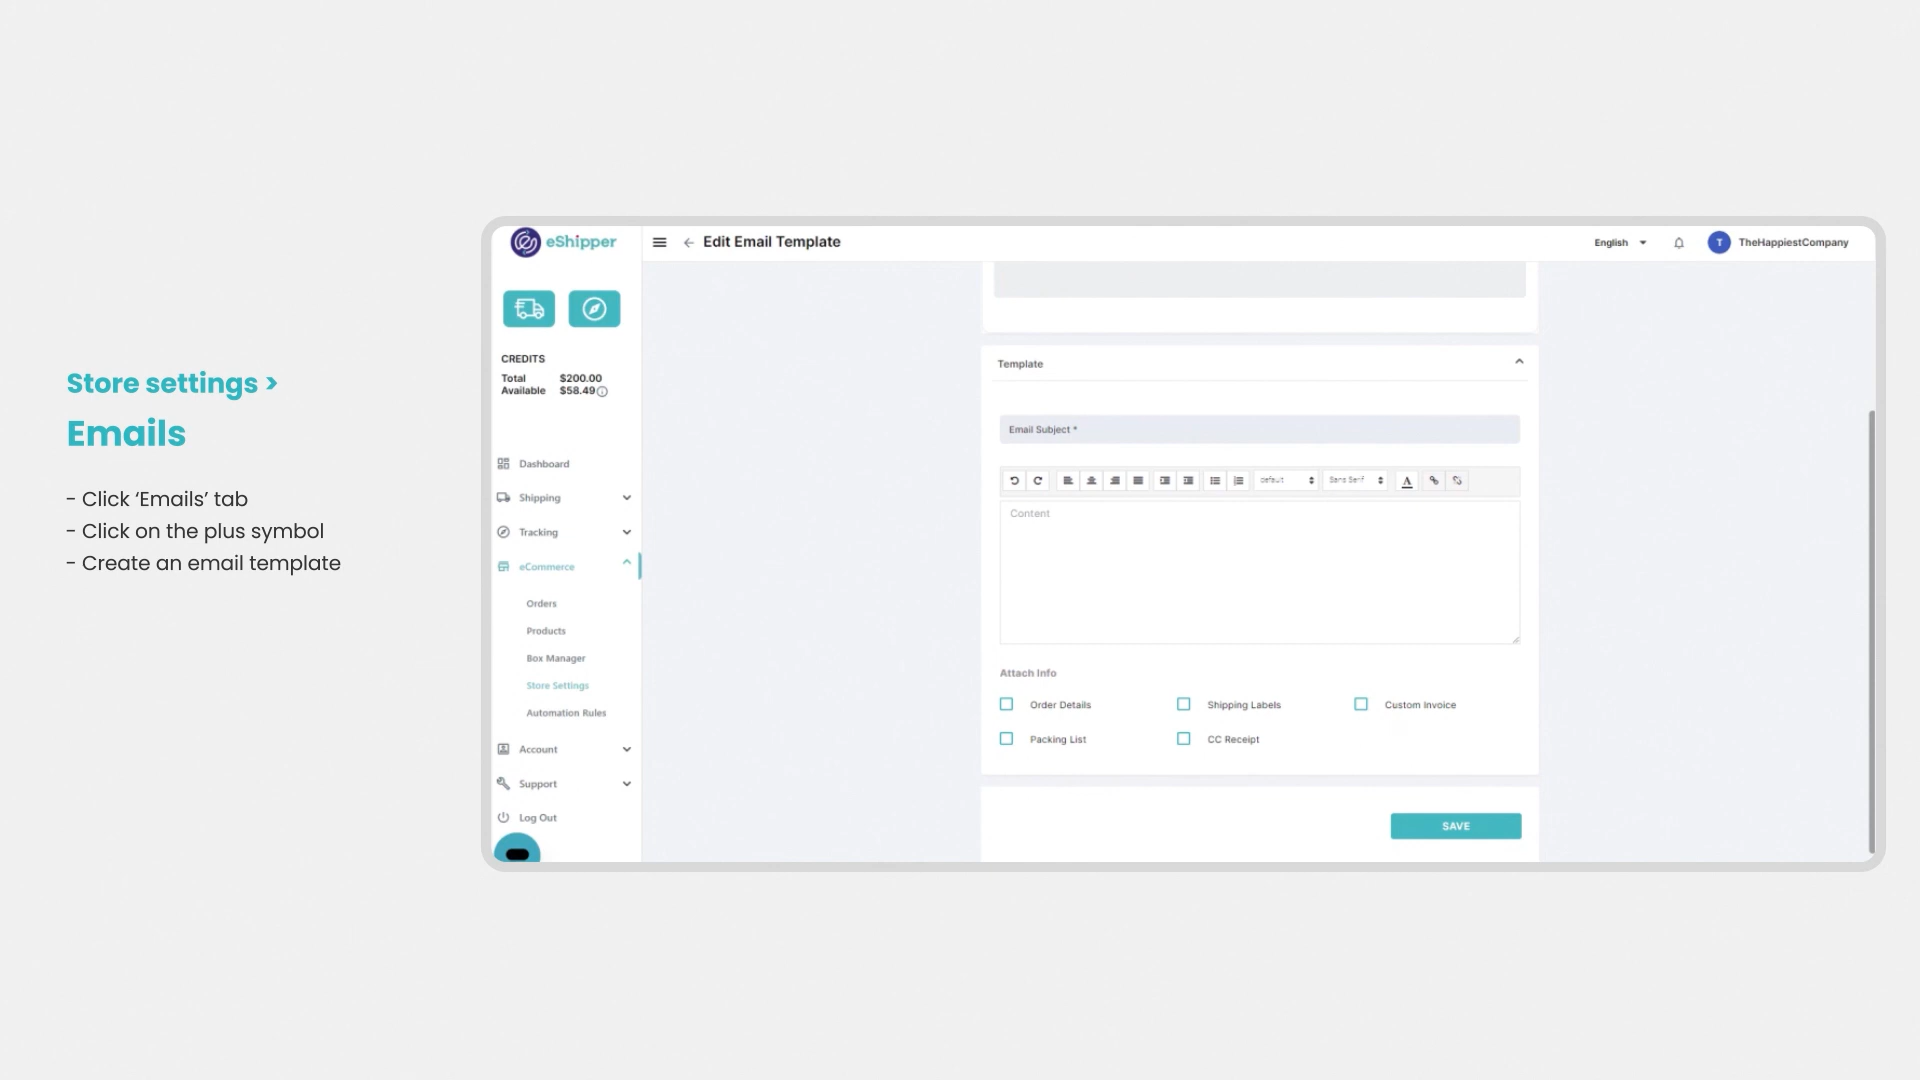 Store settings >
Emails
- Click ‘Emails’ tab
- Click on the plus symbol
- Create an email template
eShipper
Edit Email Template
English
T
TheHappiestCompany
CREDITS
Total $200.00
Available $58.49
Dashboard
Shipping
Tracking
eCommerce
Orders
Products
Box Manager
Store Settings
Automation Rules
Account
Support
Log Out
Template
Email Subject *
default
Sans Serif
A
Content
Attach Info
Order Details
Shipping Labels
Custom Invoice
Packing List
CC Receipt
SAVE